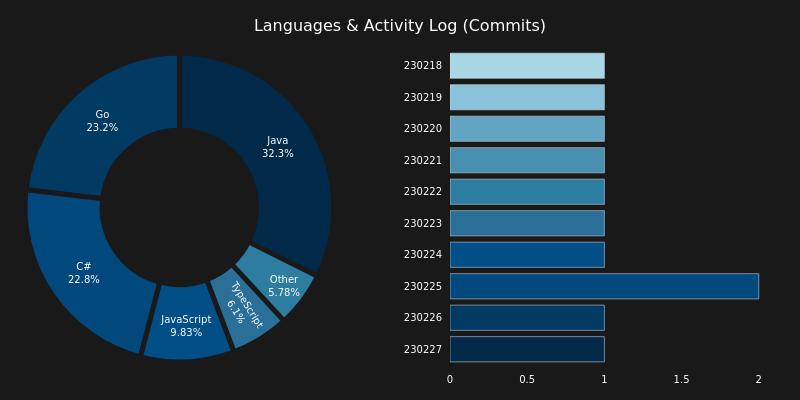 Languages & Activity Log (Commits)
Java
32.3%
Go
23.2%
C#
22.8%
JavaScript
9.83%
TypeScript
6.1%
Other
5.78%
230218
230219
230220
230221
230222
230223
230224
230225
230226
230227
0 0.5 1 1.5 2